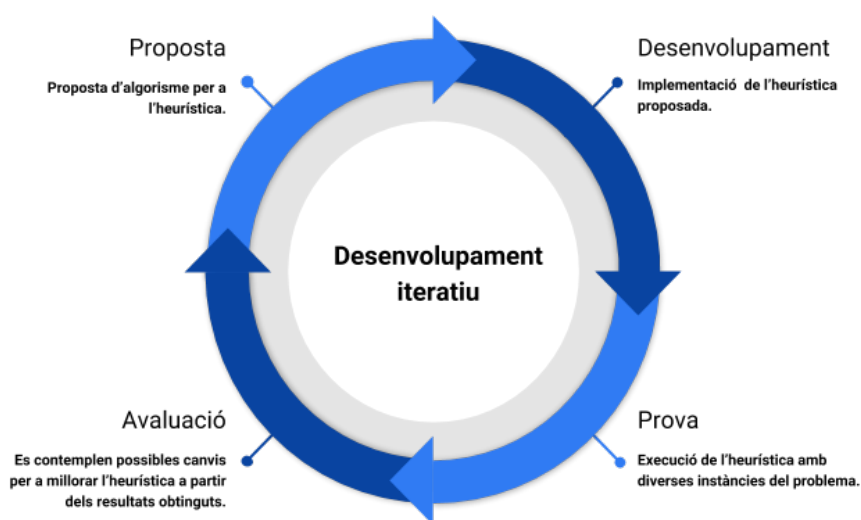 Proposta
Proposta d'algorisme per a
l'heurística.
Desenvolupament
Implementació de l'heurística
proposada.
Desenvolupament
iteratiu
Avaluació
Es contemplen possibles canvis
per a millorar l'heurística a partir
dels resultats obtinguts.
Prova
Execució de l'heurística amb
diverses instàncies del problema.